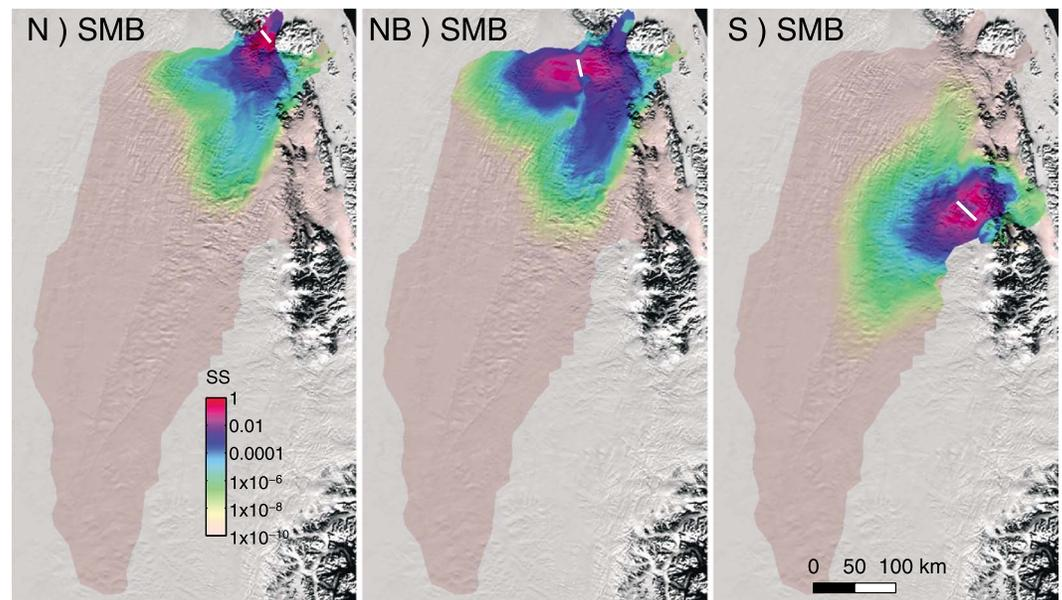 N ) SMB
NB ) SMB
S ) SMB
SS
1
0.01
0.0001
1x10⁻⁶
1x10⁻⁸
1x10⁻¹⁰
0 50 100 km